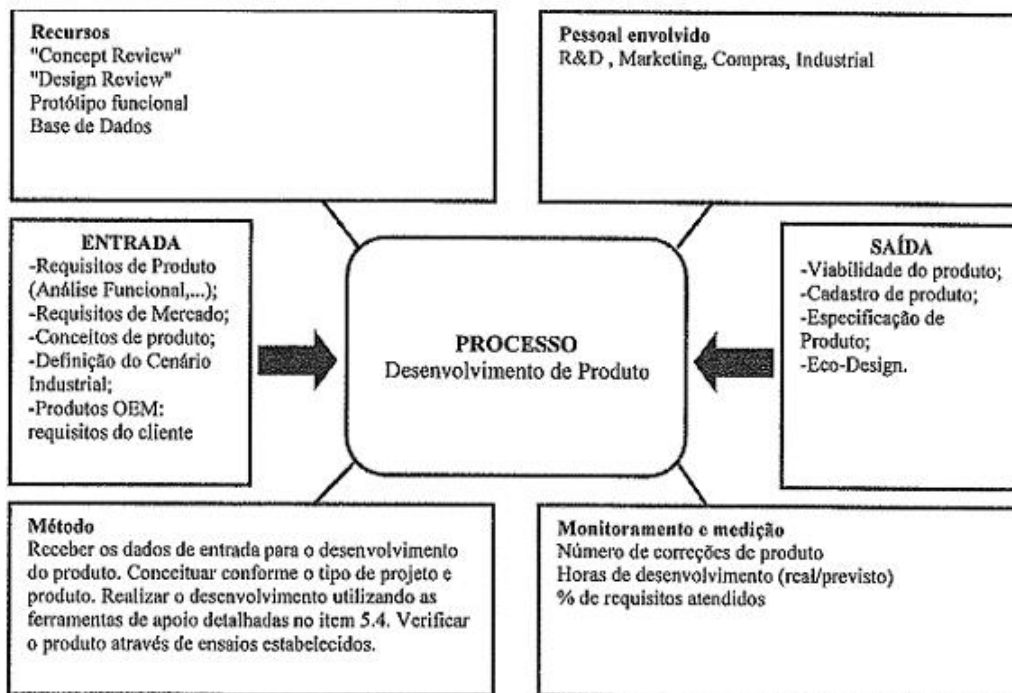 Recursos
"Concept Review"
"Design Review"
Protótipo funcional
Base de Dados
Pessoal envolvido
R&D , Marketing, Compras, Industrial
ENTRADA
-Requisitos de Produto
(Análise Funcional,...);
-Requisitos de Mercado;
-Conceitos de produto;
-Definição do Cenário
Industrial;
-Produtos OEM:
requisitos do cliente
PROCESSO
Desenvolvimento de Produto
SAÍDA
-Viabilidade do produto;
-Cadastro de produto;
-Especificação de
Produto;
-Eco-Design.
Método
Receber os dados de entrada para o desenvolvimento
do produto. Conceituar conforme o tipo de projeto e
produto. Realizar o desenvolvimento utilizando as
ferramentas de apoio detalhadas no item 5.4. Verificar
o produto através de ensaios estabelecidos.
Monitoramento e medição
Número de correções de produto
Horas de desenvolvimento (real/previsto)
% de requisitos atendidos